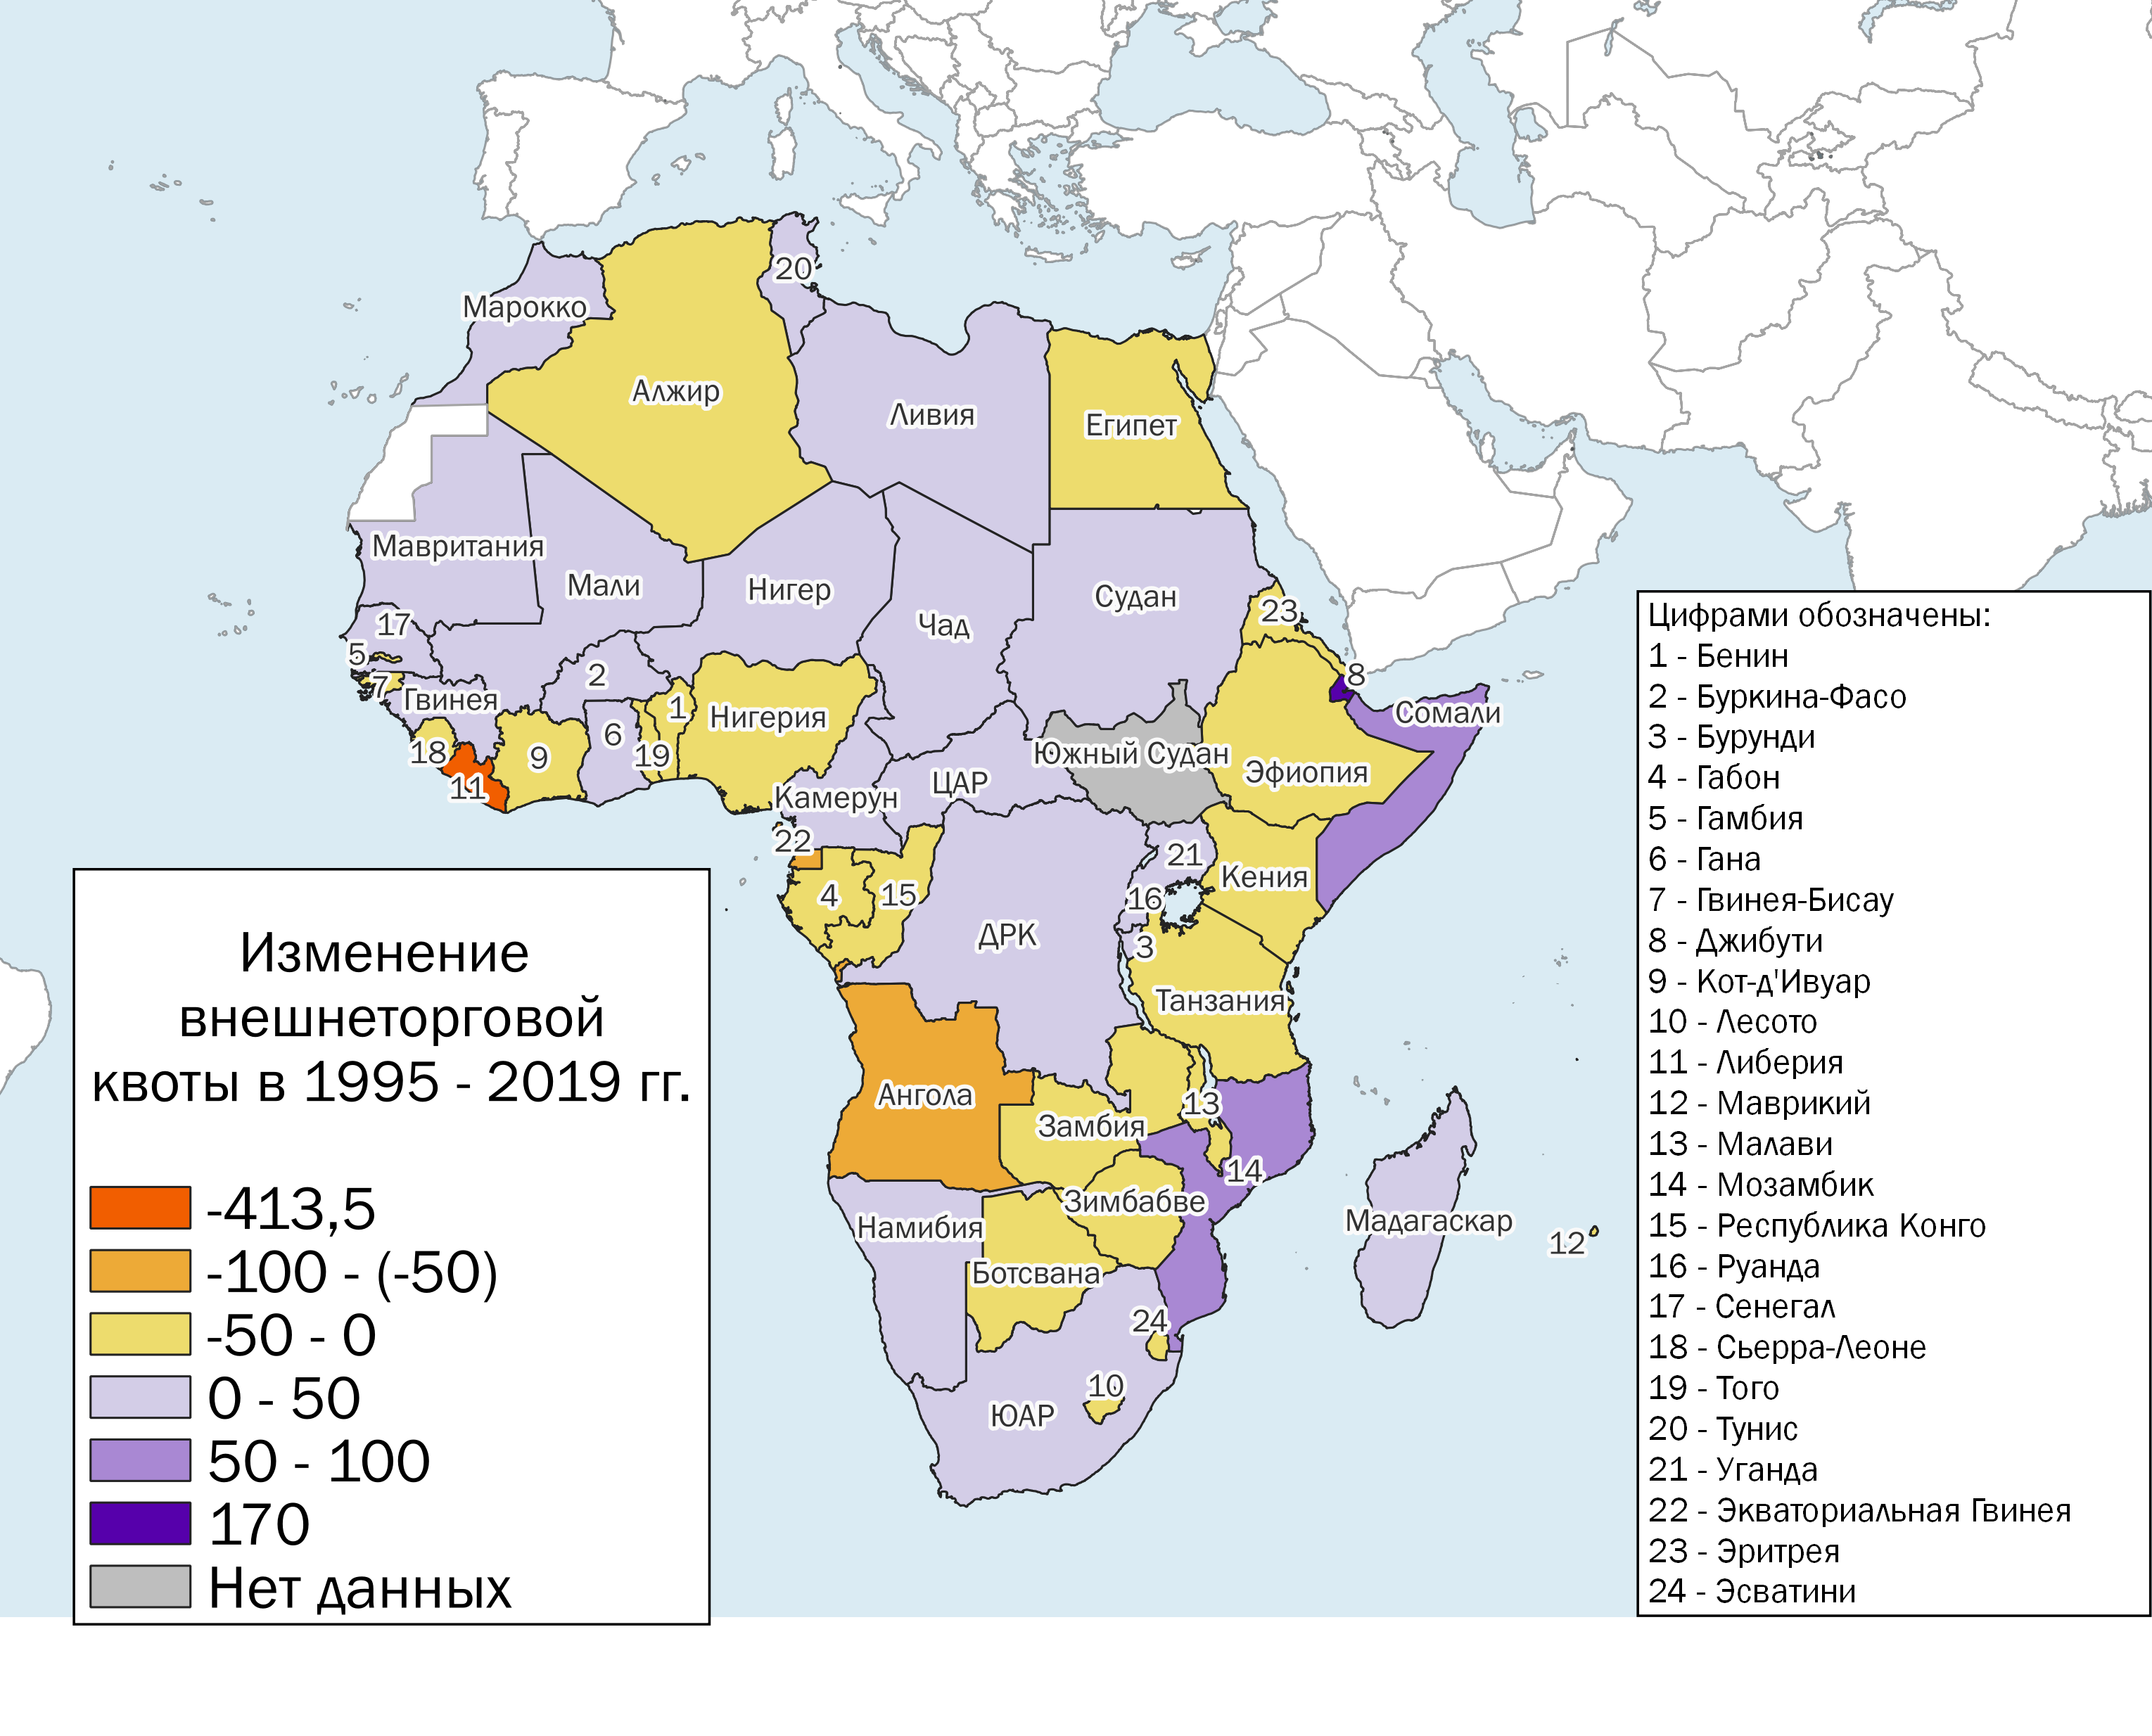 20
Марокко
Алжир
Ливия
Египет
Мавритания
Мали
Нигер
Чад
Судан
23
17
5
7
Гвинея
2
1
Нигерия
8
Сомали
18
11
9
6
19
Камерун
ЦАР
Южный Судан
Эфиопия
22
4
15
ДРК
21
16
3
Кения
Танзания
Ангола
Замбия
13
14
Зимбабве
Намибия
Ботсвана
Мадагаскар
12
24
10
ЮАР
Изменение
внешнеторговой
квоты в 1995 - 2019 гг.
-413,5
-100 - (-50)
-50 - 0
0 - 50
50 - 100
170
Нет данных
Цифрами обозначены:
1 - Бенин
2 - Буркина-Фасо
3 - Бурунди
4 - Габон
5 - Гамбия
6 - Гана
7 - Гвинея-Бисау
8 - Джибути
9 - Кот-д'Ивуар
10 - Лесото
11 - Либерия
12 - Маврикий
13 - Малави
14 - Мозамбик
15 - Республика Конго
16 - Руанда
17 - Сенегал
18 - Сьерра-Леоне
19 - Того
20 - Тунис
21 - Уганда
22 - Экваториальная Гвинея
23 - Эритрея
24 - Эсватини